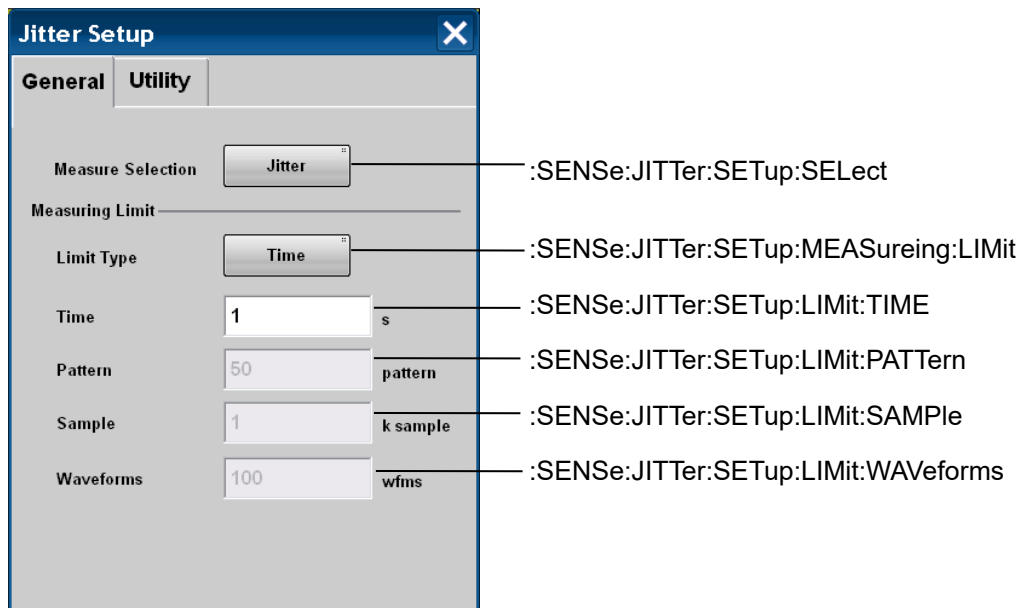 Jitter Setup
General Utility
Measure Selection Jitter :SENSe:JITTer:SETup:SELect
Measuring Limit
Limit Type Time :SENSe:JITTer:SETup:MEASureing:LIMit
Time 1 s :SENSe:JITTer:SETup:LIMit:TIME
Pattern 50 pattern :SENSe:JITTer:SETup:LIMit:PATTern
Sample 1 k sample :SENSe:JITTer:SETup:LIMit:SAMPle
Waveforms 100 wfms :SENSe:JITTer:SETup:LIMit:WAVeforms